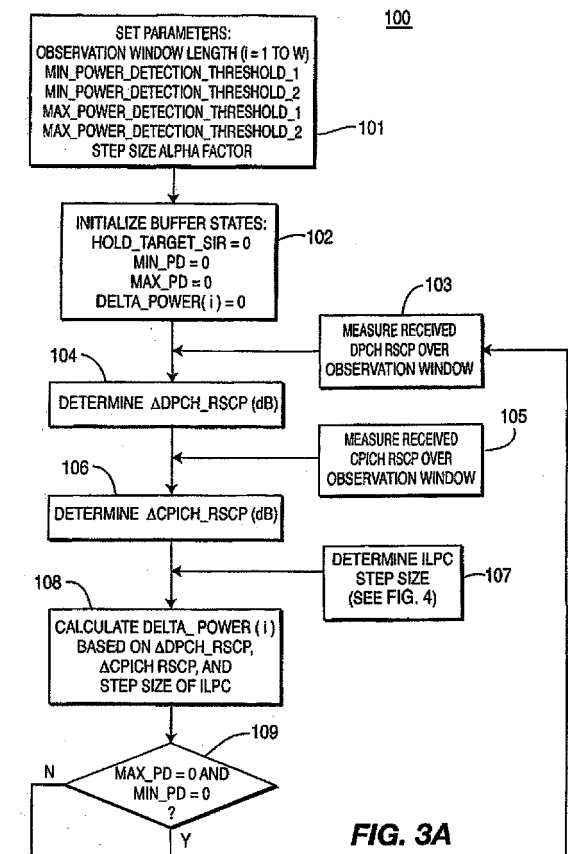 100
SET PARAMETERS:
OBSERVATION WINDOW LENGTH (i = 1 TO W)
MIN_POWER_DETECTION_THRESHOLD_1
MIN_POWER_DETECTION_THRESHOLD_2
MAX_POWER_DETECTION_THRESHOLD_1
MAX_POWER_DETECTION_THRESHOLD_2
STEP SIZE ALPHA FACTOR
101
INITIALIZE BUFFER STATES:
HOLD_TARGET_SIR = 0
MIN_PD = 0
MAX_PD = 0
DELTA_POWER( i ) = 0
102
103
MEASURE RECEIVED
DPCH RSCP OVER
OBSERVATION WINDOW
104
DETERMINE ΔDPCH_RSCP (dB)
105
MEASURE RECEIVED
CPICH RSCP OVER
OBSERVATION WINDOW
106
DETERMINE ΔCPICH_RSCP (dB)
DETERMINE ILPC
STEP SIZE
(SEE FIG. 4)
107
108
CALCULATE DELTA_ POWER ( i )
BASED ON ΔDPCH_RSCP,
ΔCPICH RSCP, AND
STEP SIZE OF ILPC
109
MAX_PD = 0 AND
MIN_PD = 0
?
N
Y
FIG. 3A